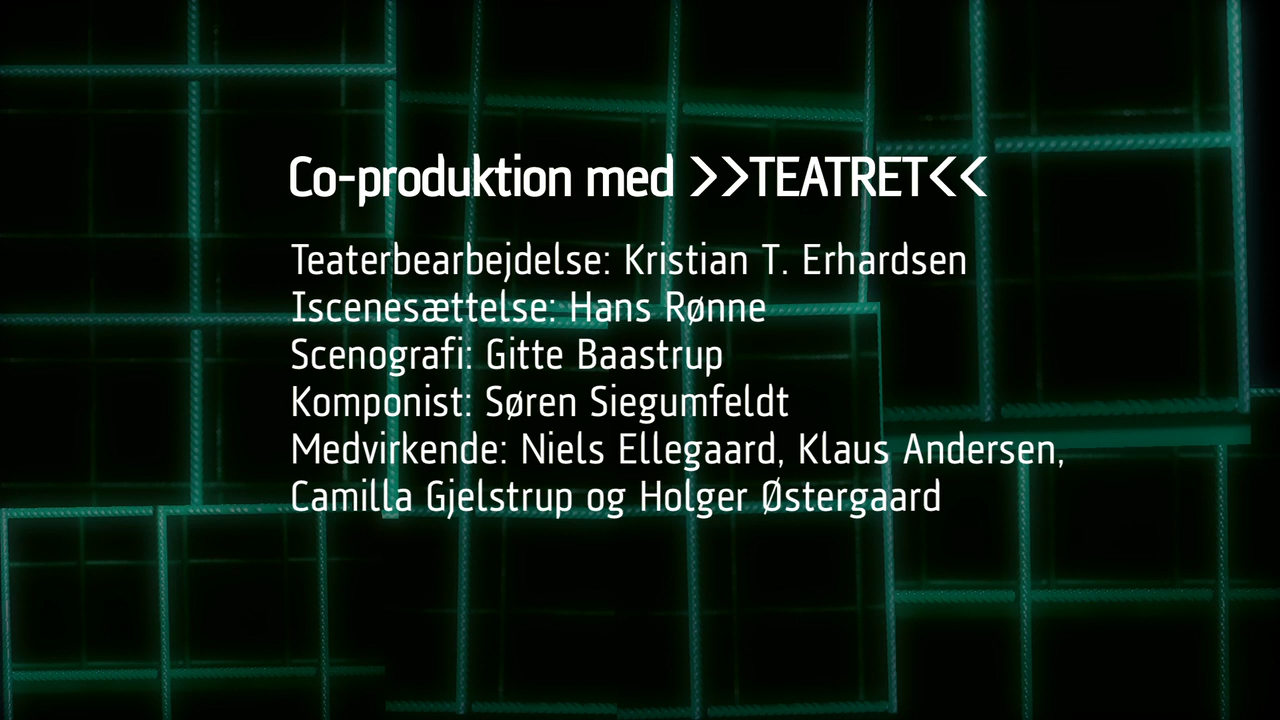 Co-produktion med >>TEATRET<<
Teaterbearbejdelse: Kristian T. Erhardsen
Iscenesættelse: Hans Rønne
Scenografi: Gitte Baastrup
Komponist: Søren Siegumfeldt
Medvirkende: Niels Ellegaard, Klaus Andersen,
Camilla Gjelstrup og Holger Østergaard